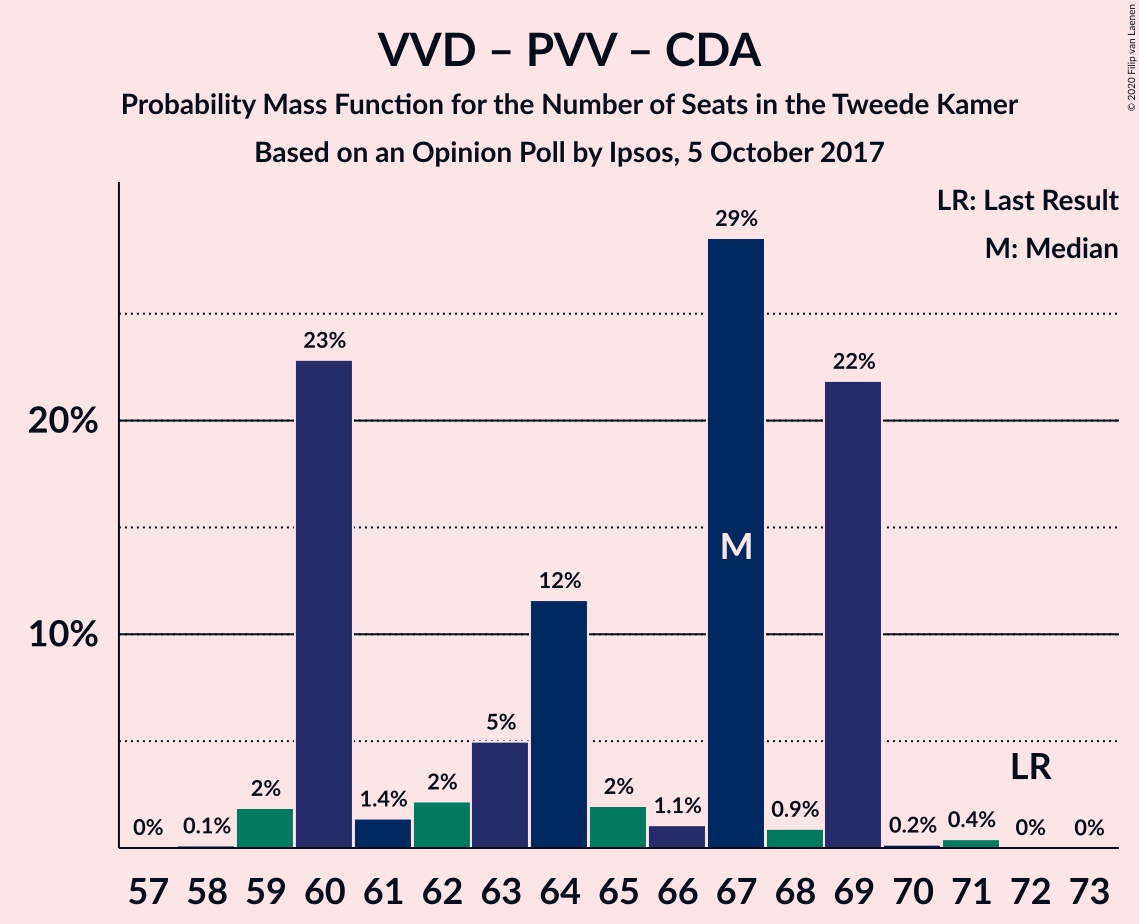 VVD – PVV – CDA
Probability Mass Function for the Number of Seats in the Tweede Kamer
Based on an Opinion Poll by Ipsos, 5 October 2017
© 2020 Filip van Laenen
LR: Last Result
M: Median
20%
10%
0% 0.1% 2% 23% 1.4% 2% 5% 12% 2% 1.1% 29% 0.9% 22% 0.2% 0.4% 0% 0%
M
LR
57 58 59 60 61 62 63 64 65 66 67 68 69 70 71 72 73